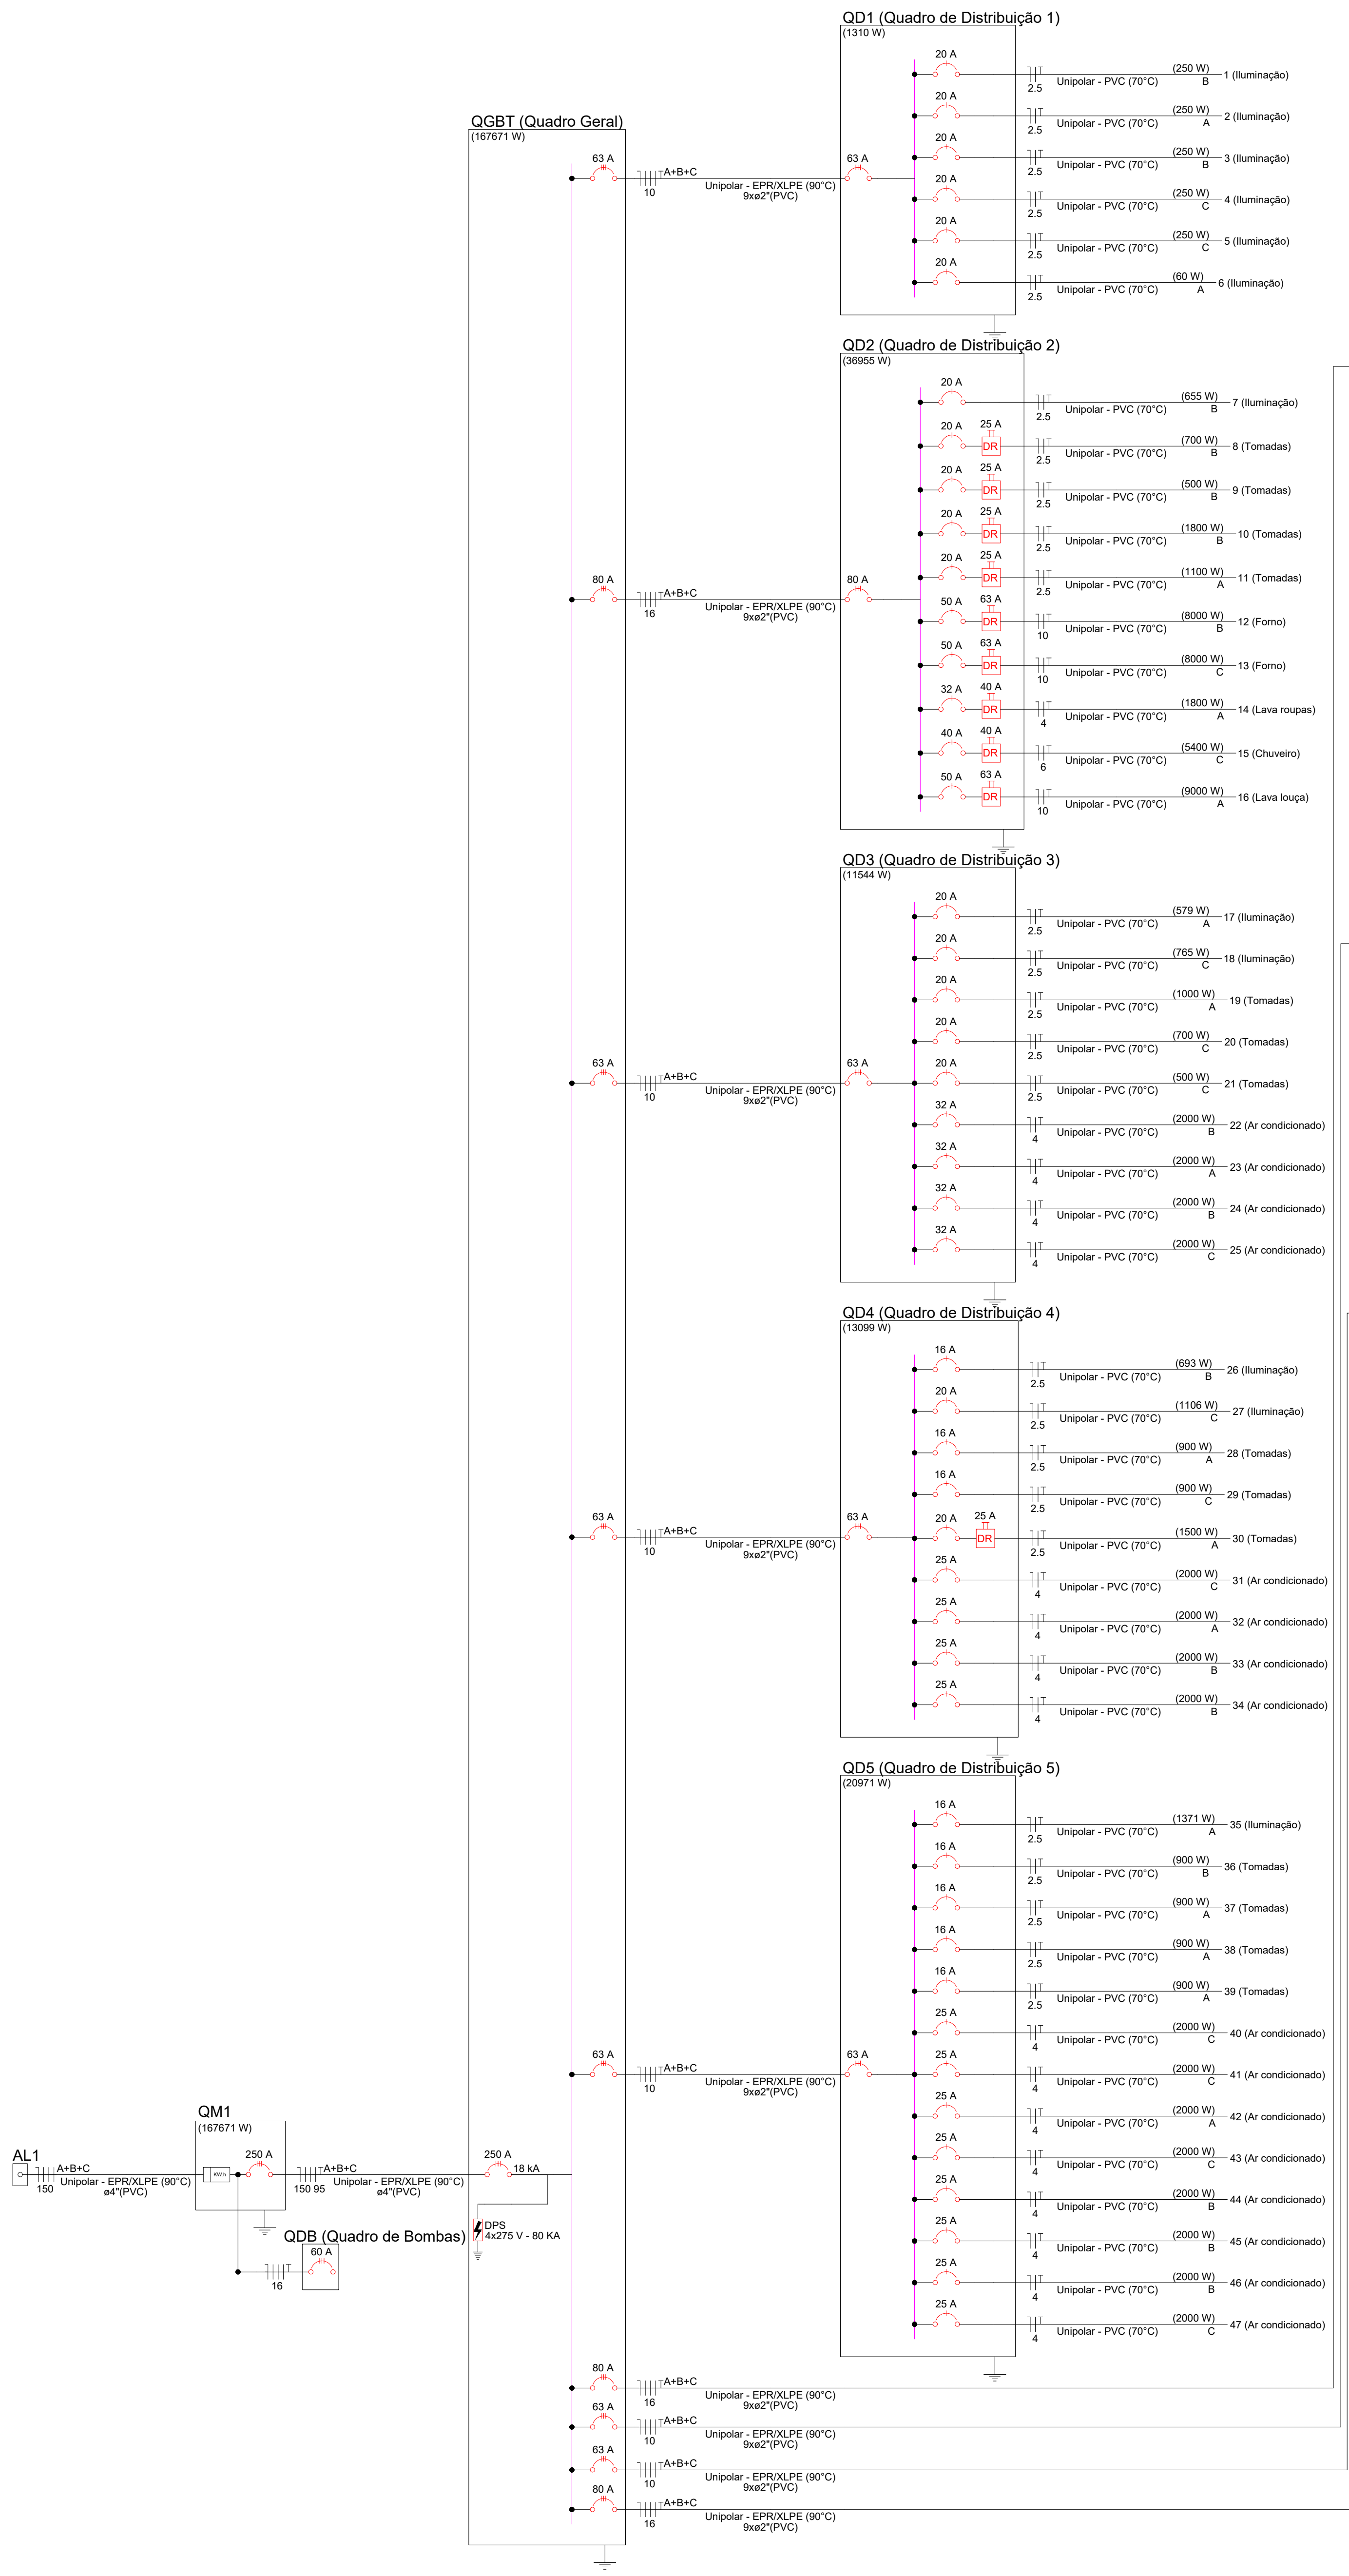 QD1 (Quadro de Distribuição 1)
(1310 W)
20 A
2.5
Unipolar - PVC (70°C)
(250 W)
B
1 (Iluminação)
20 A
2.5
Unipolar - PVC (70°C)
(250 W)
A
2 (Iluminação)
20 A
2.5
Unipolar - PVC (70°C)
(250 W)
B
3 (Iluminação)
20 A
2.5
Unipolar - PVC (70°C)
(250 W)
C
4 (Iluminação)
20 A
2.5
Unipolar - PVC (70°C)
(250 W)
C
5 (Iluminação)
20 A
2.5
Unipolar - PVC (70°C)
(60 W)
A
6 (Iluminação)
QGBT (Quadro Geral)
(167671 W)
63 A
A+B+C
10
Unipolar - EPR/XLPE (90°C)
9xø2"(PVC)
63 A
QD2 (Quadro de Distribuição 2)
(36955 W)
20 A
2.5
Unipolar - PVC (70°C)
(655 W)
B
7 (Iluminação)
20 A
25 A
DR
2.5
Unipolar - PVC (70°C)
(700 W)
B
8 (Tomadas)
20 A
25 A
DR
2.5
Unipolar - PVC (70°C)
(500 W)
B
9 (Tomadas)
20 A
25 A
DR
2.5
Unipolar - PVC (70°C)
(1800 W)
B
10 (Tomadas)
20 A
25 A
DR
2.5
Unipolar - PVC (70°C)
(1100 W)
A
11 (Tomadas)
80 A
A+B+C
16
Unipolar - EPR/XLPE (90°C)
9xø2"(PVC)
80 A
50 A
63 A
DR
10
Unipolar - PVC (70°C)
(8000 W)
B
12 (Forno)
50 A
63 A
DR
10
Unipolar - PVC (70°C)
(8000 W)
C
13 (Forno)
32 A
40 A
DR
4
Unipolar - PVC (70°C)
(1800 W)
A
14 (Lava roupas)
40 A
40 A
DR
6
Unipolar - PVC (70°C)
(5400 W)
C
15 (Chuveiro)
50 A
63 A
DR
10
Unipolar - PVC (70°C)
(9000 W)
A
16 (Lava louça)
QD3 (Quadro de Distribuição 3)
(11544 W)
20 A
2.5
Unipolar - PVC (70°C)
(579 W)
A
17 (Iluminação)
20 A
2.5
Unipolar - PVC (70°C)
(765 W)
C
18 (Iluminação)
20 A
2.5
Unipolar - PVC (70°C)
(1000 W)
A
19 (Tomadas)
20 A
2.5
Unipolar - PVC (70°C)
(700 W)
C
20 (Tomadas)
63 A
A+B+C
10
Unipolar - EPR/XLPE (90°C)
9xø2"(PVC)
63 A
20 A
2.5
Unipolar - PVC (70°C)
(500 W)
C
21 (Tomadas)
32 A
4
Unipolar - PVC (70°C)
(2000 W)
B
22 (Ar condicionado)
32 A
4
Unipolar - PVC (70°C)
(2000 W)
A
23 (Ar condicionado)
32 A
4
Unipolar - PVC (70°C)
(2000 W)
B
24 (Ar condicionado)
32 A
4
Unipolar - PVC (70°C)
(2000 W)
C
25 (Ar condicionado)
QD4 (Quadro de Distribuição 4)
(13099 W)
16 A
2.5
Unipolar - PVC (70°C)
(693 W)
B
26 (Iluminação)
20 A
2.5
Unipolar - PVC (70°C)
(1106 W)
C
27 (Iluminação)
16 A
2.5
Unipolar - PVC (70°C)
(900 W)
A
28 (Tomadas)
16 A
2.5
Unipolar - PVC (70°C)
(900 W)
C
29 (Tomadas)
63 A
A+B+C
10
Unipolar - EPR/XLPE (90°C)
9xø2"(PVC)
63 A
20 A
25 A
DR
2.5
Unipolar - PVC (70°C)
(1500 W)
A
30 (Tomadas)
25 A
4
Unipolar - PVC (70°C)
(2000 W)
C
31 (Ar condicionado)
25 A
4
Unipolar - PVC (70°C)
(2000 W)
A
32 (Ar condicionado)
25 A
4
Unipolar - PVC (70°C)
(2000 W)
B
33 (Ar condicionado)
25 A
4
Unipolar - PVC (70°C)
(2000 W)
B
34 (Ar condicionado)
QD5 (Quadro de Distribuição 5)
(20971 W)
16 A
2.5
Unipolar - PVC (70°C)
(1371 W)
A
35 (Iluminação)
16 A
2.5
Unipolar - PVC (70°C)
(900 W)
B
36 (Tomadas)
16 A
2.5
Unipolar - PVC (70°C)
(900 W)
A
37 (Tomadas)
16 A
2.5
Unipolar - PVC (70°C)
(900 W)
A
38 (Tomadas)
16 A
2.5
Unipolar - PVC (70°C)
(900 W)
A
39 (Tomadas)
25 A
4
Unipolar - PVC (70°C)
(2000 W)
C
40 (Ar condicionado)
63 A
A+B+C
10
Unipolar - EPR/XLPE (90°C)
9xø2"(PVC)
63 A
25 A
4
Unipolar - PVC (70°C)
(2000 W)
C
41 (Ar condicionado)
25 A
4
Unipolar - PVC (70°C)
(2000 W)
A
42 (Ar condicionado)
25 A
4
Unipolar - PVC (70°C)
(2000 W)
C
43 (Ar condicionado)
25 A
4
Unipolar - PVC (70°C)
(2000 W)
B
44 (Ar condicionado)
25 A
4
Unipolar - PVC (70°C)
(2000 W)
B
45 (Ar condicionado)
25 A
4
Unipolar - PVC (70°C)
(2000 W)
B
46 (Ar condicionado)
25 A
4
Unipolar - PVC (70°C)
(2000 W)
C
47 (Ar condicionado)
AL1
A+B+C
150
Unipolar - EPR/XLPE (90°C)
ø4"(PVC)
QM1
(167671 W)
KW.h
250 A
A+B+C
150 95
Unipolar - EPR/XLPE (90°C)
ø4"(PVC)
250 A
18 kA
DPS
4x275 V - 80 KA
QDB (Quadro de Bombas)
60 A
16
80 A
A+B+C
16
Unipolar - EPR/XLPE (90°C)
9xø2"(PVC)
63 A
A+B+C
10
Unipolar - EPR/XLPE (90°C)
9xø2"(PVC)
63 A
A+B+C
10
Unipolar - EPR/XLPE (90°C)
9xø2"(PVC)
80 A
A+B+C
16
Unipolar - EPR/XLPE (90°C)
9xø2"(PVC)